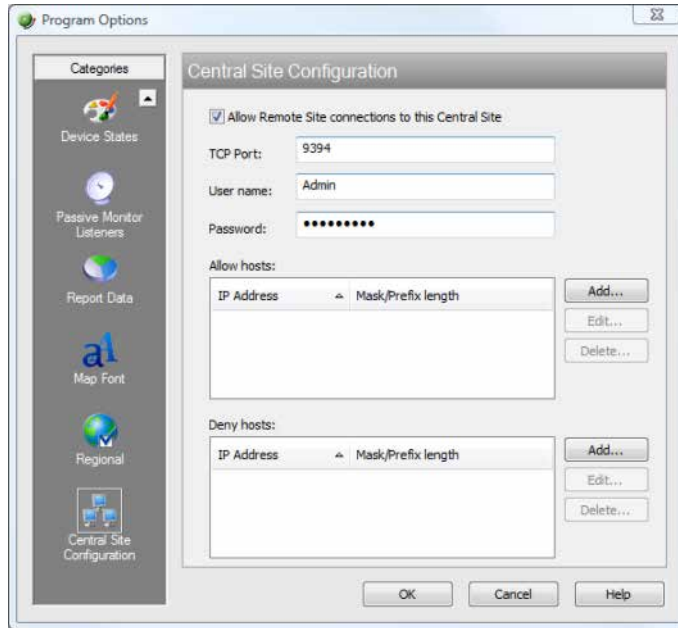 Program Options
Categories
Device States
Passive Monitor
Listeners
Report Data
Map Font
Regional
Central Site
Configuration
Central Site Configuration
Allow Remote Site connections to this Central Site
TCP Port: 9394
User name: Admin
Password: •••••••••
Allow hosts:
IP Address Mask/Prefix length
Add...
Edit...
Delete...
Deny hosts:
IP Address Mask/Prefix length
Add...
Edit...
Delete...
OK Cancel Help